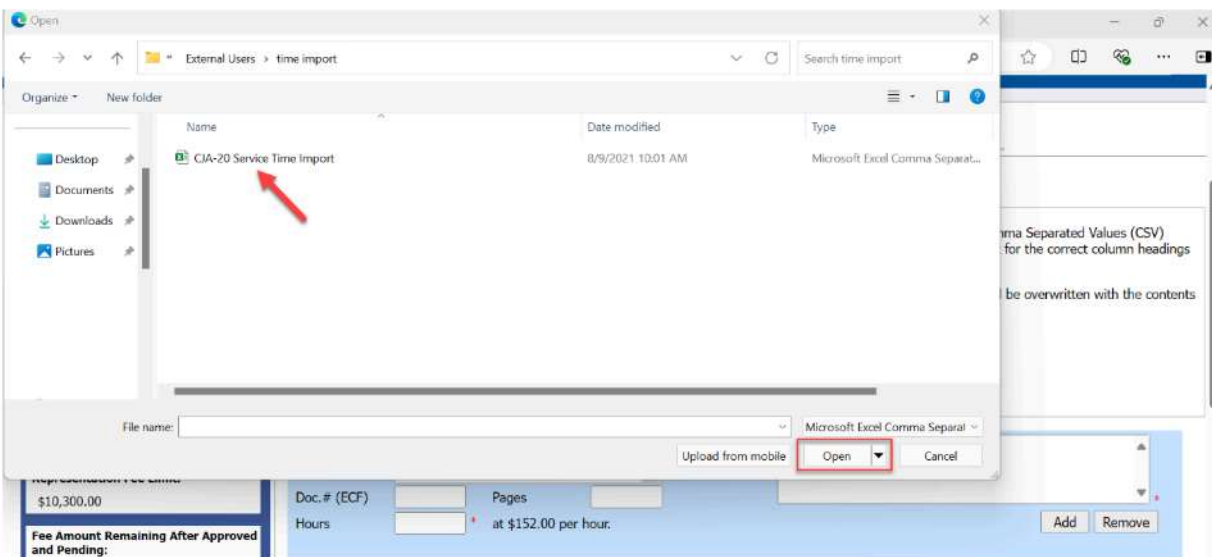 Open
External Users > time import
Search time import
Organize
New folder
Name
Date modified
Type
Desktop
CJA-20 Service Time Import
8/9/2021 10:01 AM
Microsoft Excel Comma Separat...
Documents
Downloads
Pictures
Separated Values (CSV)
for the correct column headings
be overwritten with the contents
File name:
Microsoft Excel Comma Separat
Upload from mobile
Open
Cancel
Representation Fee Limit:
$10,300.00
Doc.# (ECF)
Pages
Hours
* at $152.00 per hour.
*
Add
Remove
Fee Amount Remaining After Approved
and Pending: